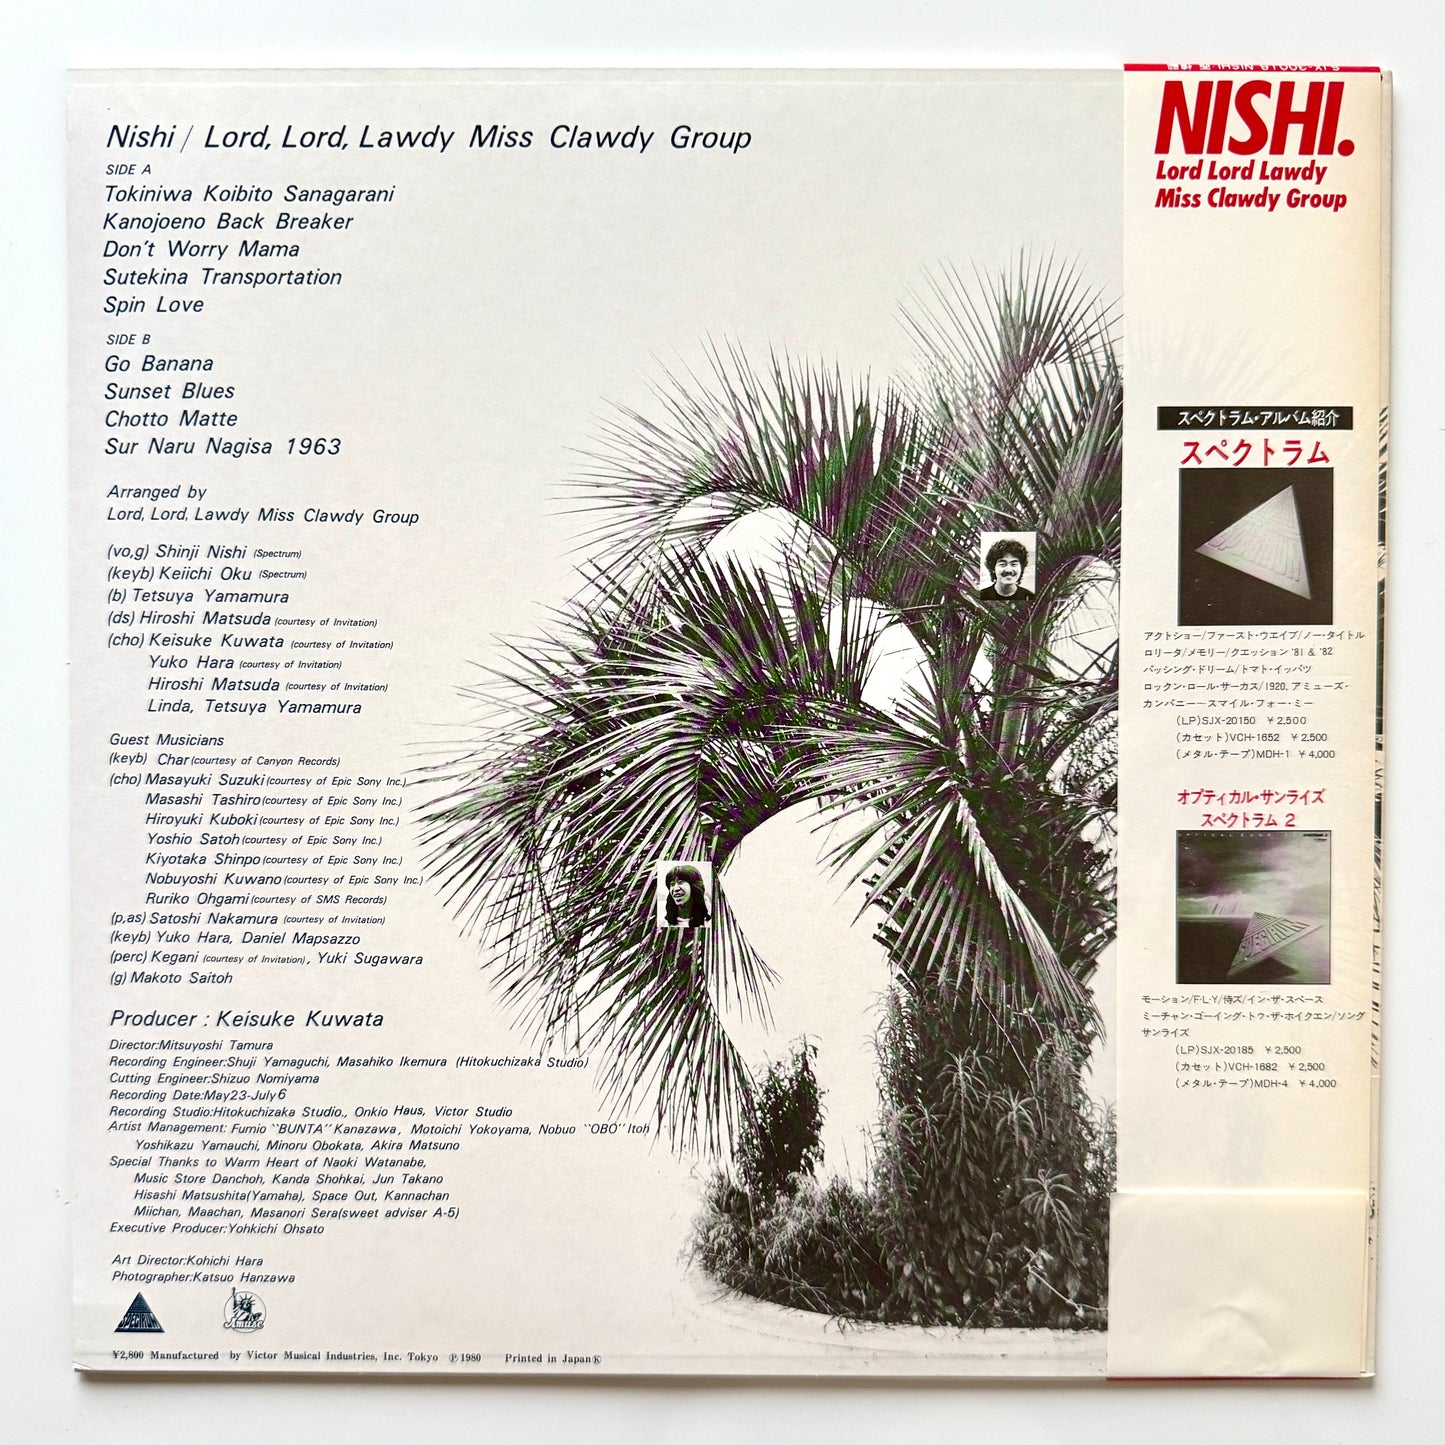 Nishi / Lord, Lord, Lawdy Miss Clawdy Group
SIDE A
Tokiniwa Koibito Sanagarani
Kanojoeno Back Breaker
Don't Worry Mama
Sutekina Transportation
Spin Love
SIDE B
Go Banana
Sunset Blues
Chotto Matte
Sur Naru Nagisa 1963
Arranged by
Lord, Lord, Lawdy Miss Clawdy Group
(vo,g) Shinji Nishi (Spectrum)
(keyb) Keiichi Oku (Spectrum)
(b) Tetsuya Yamamura
(ds) Hiroshi Matsuda (courtesy of Invitation)
(cho) Keisuke Kuwata (courtesy of Invitation)
Yuko Hara (courtesy of Invitation)
Hiroshi Matsuda (courtesy of Invitation)
Linda, Tetsuya Yamamura
Guest Musicians
(keyb) Char (courtesy of Canyon Records)
(cho) Masayuki Suzuki (courtesy of Epic Sony Inc.)
Masashi Tashiro (courtesy of Epic Sony Inc.)
Hiroyuki Kuboki (courtesy of Epic Sony Inc.)
Yoshio Satoh (courtesy of Epic Sony Inc.)
Kiyotaka Shinpo (courtesy of Epic Sony Inc.)
Nobuyoshi Kuwano (courtesy of Epic Sony Inc.)
Ruriko Ohgami (courtesy of SMS Records)
(p,as) Satoshi Nakamura (courtesy of Invitation)
(keyb) Yuko Hara, Daniel Mapsazzo
(perc) Kegani (courtesy of Invitation), Yuki Sugawara
(g) Makoto Saitoh
Producer : Keisuke Kuwata
Director:Mitsuyoshi Tamura
Recording Engineer:Shuji Yamaguchi, Masahiko Ikemura (Hitokuchizaka Studio)
Cutting Engineer:Shizuo Nomiyama
Recording Date:May23-July6
Recording Studio:Hitokuchizaka Studio., Onkio Haus, Victor Studio
Artist Management: Fumio "BUNTA" Kanazawa, Motoichi Yokoyama, Nobuo "OBO" Itoh
Yoshikazu Yamauchi, Minoru Obokata, Akira Matsuno
Special Thanks to Warm Heart of Naoki Watanabe,
Music Store Danchoh, Kanda Shohkai, Jun Takano
Hisashi Matsushita(Yamaha), Space Out, Kannachan
Miichan, Maachan, Masanori Sera(sweet adviser A-5)
Executive Producer:Yohkichi Ohsato
Art Director:Kohichi Hara
Photographer:Katsuo Hanzawa
SPECTRUM
Amuse
¥2,800 Manufactured by Victor Musical Industries, Inc. Tokyo Ⓟ1980 Printed in Japan Ⓡ
NISHI.
Lord Lord Lawdy
Miss Clawdy Group
スペクトラム・アルバム紹介
スペクトラム
アクトショー/ファースト・ウエイブ/ノー・タイトル
ロリータ/メモリー/クエッション '81 & '82
パッシング・ドリーム/トマト・イッパツ
ロックン・ロール・サーカス/1920, アミューズ・
カンパニー～スマイル・フォー・ミー
(LP)SJX-20150 ¥2,500
(カセット)VCH-1652 ¥2,500
(メタル・テープ)MDH-1 ¥4,000
オプティカル・サンライズ
スペクトラム 2
OPTICAL SUNRISE
SPECTRUM
モーション/F・L・Y/侍ズ/イン・ザ・スペース
ミーチャン・ゴーイング・トゥ・ザ・ホイクエン/ソング
サンライズ
(LP)SJX-20185 ¥2,500
(カセット)VCH-1682 ¥2,500
(メタル・テープ)MDH-4 ¥4,000